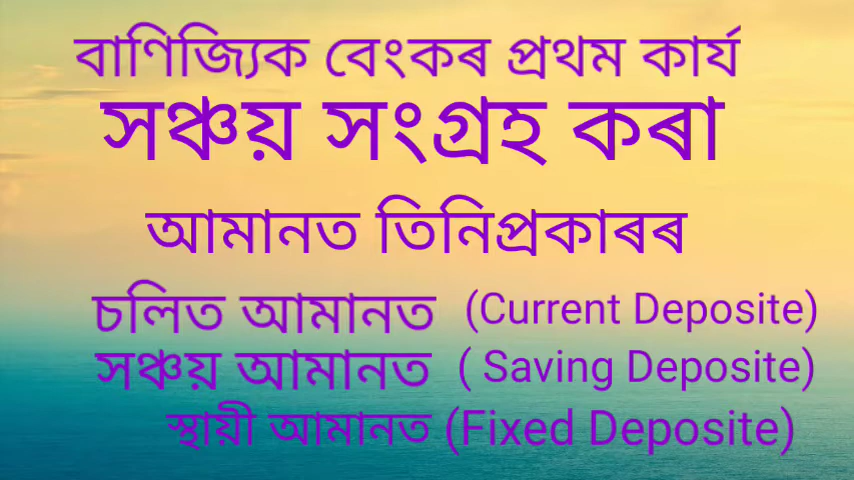 বাণিজ্যিক বেংকৰ প্ৰথম কাৰ্য
সঞ্চয় সংগ্ৰহ কৰা
আমানত তিনিপ্ৰকাৰৰ
চলিত আমানত (Current Deposite)
সঞ্চয় আমানত ( Saving Deposite)
স্থায়ী আমানত (Fixed Deposite)